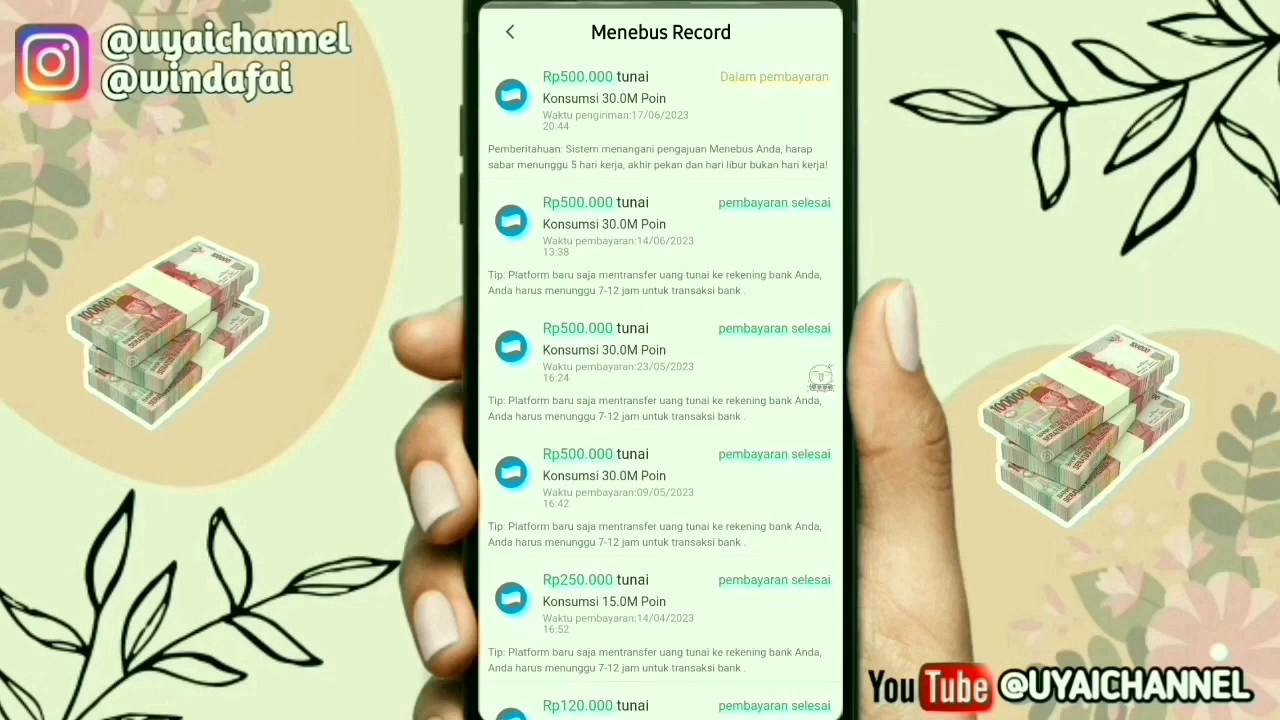 @uyaichannel
@windafai
Menebus Record
Rp500.000 tunai
Dalam pembayaran
Konsumsi 30.0M Poin
Waktu pengiriman:17/06/2023
20:44
Pemberitahuan: Sistem menangani pengajuan Menebus Anda, harap
sabar menunggu 5 hari kerja, akhir pekan dan hari libur bukan hari kerja!
Rp500.000 tunai
pembayaran selesai
Konsumsi 30.0M Poin
Waktu pembayaran:14/06/2023
13:38
Tip: Platform baru saja mentransfer uang tunai ke rekening bank Anda,
Anda harus menunggu 7-12 jam untuk transaksi bank .
Rp500.000 tunai
pembayaran selesai
Konsumsi 30.0M Poin
Waktu pembayaran:23/05/2023
16:24
Tip: Platform baru saja mentransfer uang tunai ke rekening bank Anda,
Anda harus menunggu 7-12 jam untuk transaksi bank .
Rp500.000 tunai
pembayaran selesai
Konsumsi 30.0M Poin
Waktu pembayaran:09/05/2023
16:42
Tip: Platform baru saja mentransfer uang tunai ke rekening bank Anda,
Anda harus menunggu 7-12 jam untuk transaksi bank .
Rp250.000 tunai
pembayaran selesai
Konsumsi 15.0M Poin
Waktu pembayaran:14/04/2023
16:52
Tip: Platform baru saja mentransfer uang tunai ke rekening bank Anda,
Anda harus menunggu 7-12 jam untuk transaksi bank .
Rp120.000 tunai
pembayaran selesai
100000
100000
100000
100000
YouTube @UYAICHANNEL